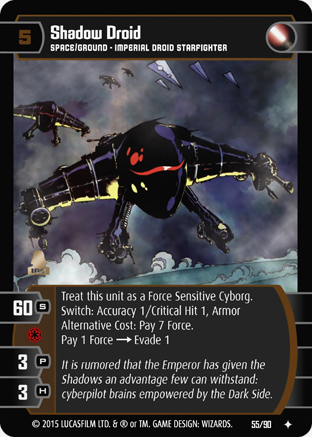 5
Shadow Droid
SPACE/GROUND • IMPERIAL DROID STARFIGHTER
60 S
Treat this unit as a Force Sensitive Cyborg.
Switch: Accuracy 1/Critical Hit 1, Armor
Alternative Cost: Pay 7 Force.
Pay 1 Force → Evade 1
3 P
It is rumored that the Emperor has given the
Shadows an advantage few can withstand:
3 H
cyberpilot brains empowered by the Dark Side.
© 2015 LUCASFILM LTD. & ® or TM. GAME DESIGN: WIZARDS.
55/90